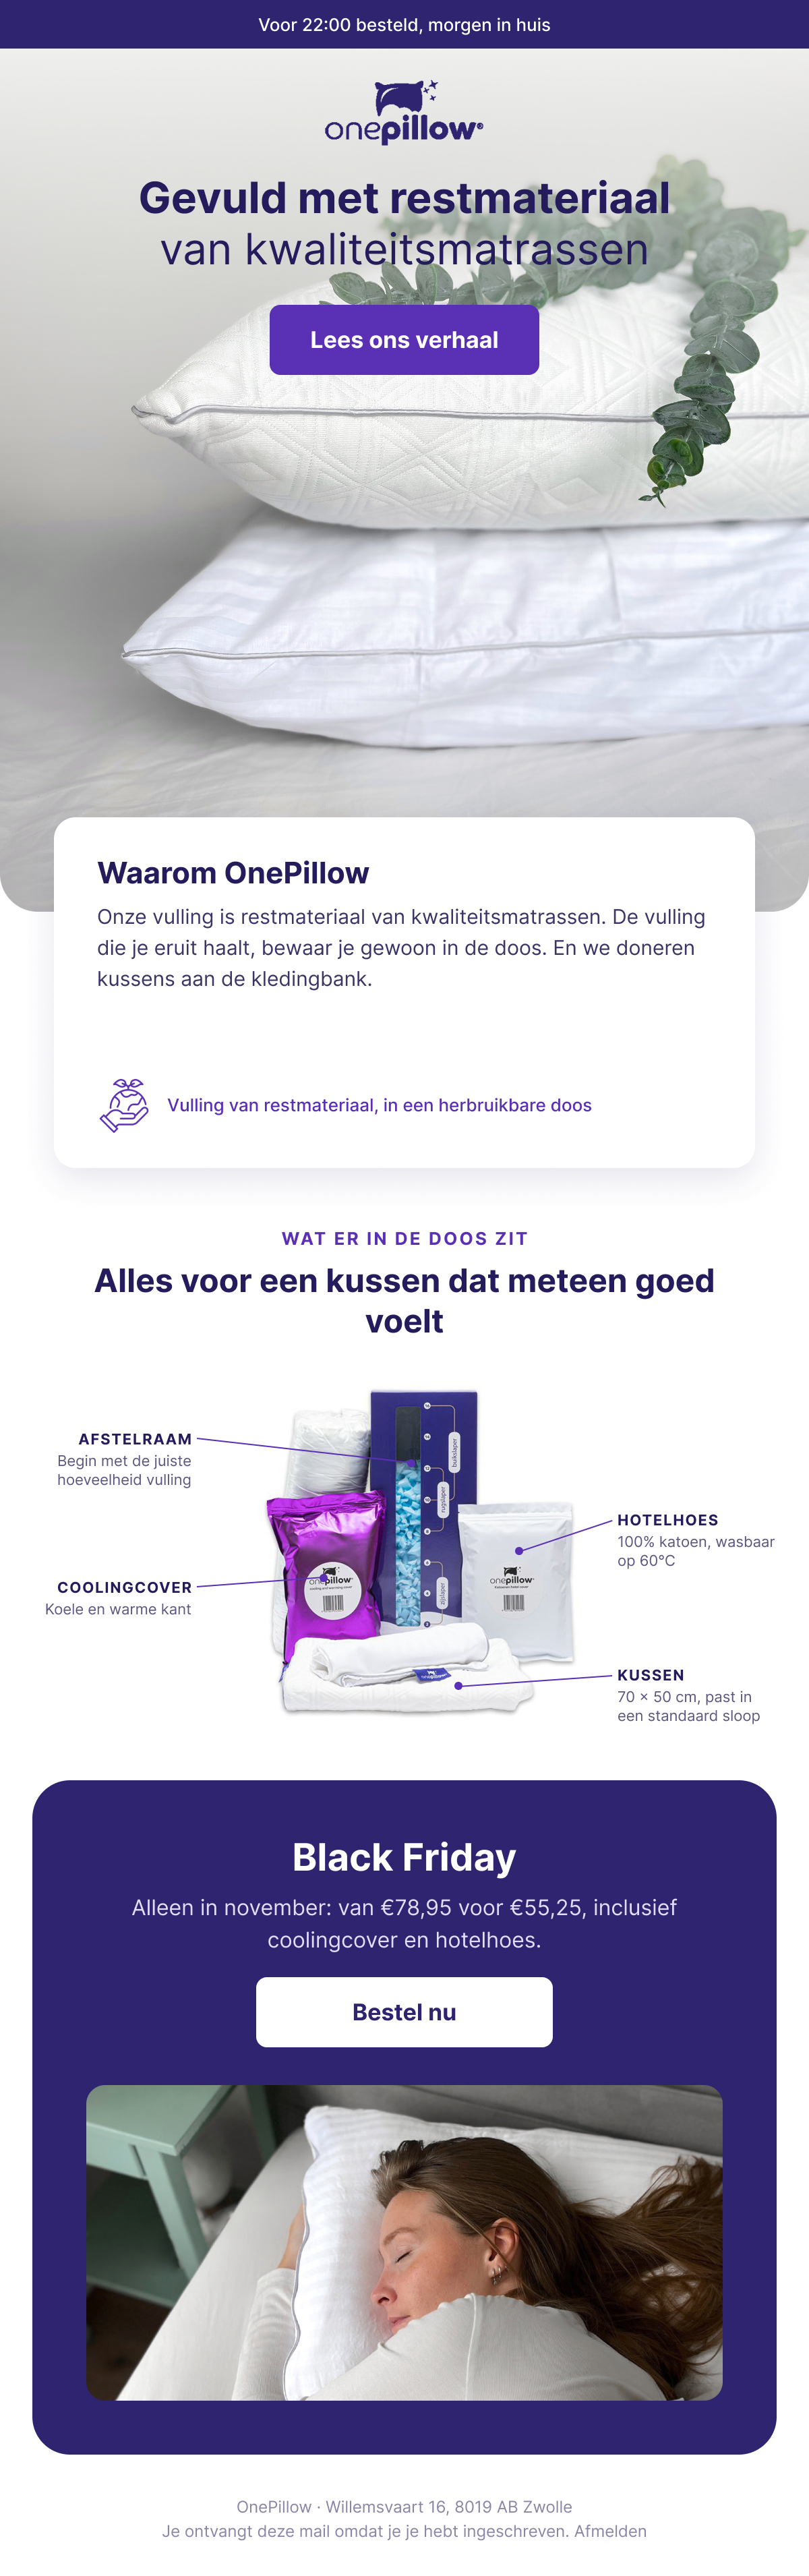 Voor 22:00 besteld, morgen in huis
onepillow®
Gevuld met restmateriaal
van kwaliteitsmatrassen
Lees ons verhaal
Waarom OnePillow
Onze vulling is restmateriaal van kwaliteitsmatrassen. De vulling
die je eruit haalt, bewaar je gewoon in de doos. En we doneren
kussens aan de kledingbank.
Vulling van restmateriaal, in een herbruikbare doos
WAT ER IN DE DOOS ZIT
Alles voor een kussen dat meteen goed
voelt
AFSTELRAAM
Begin met de juiste
hoeveelheid vulling
COOLINGCOVER
Koele en warme kant
buikslaper
rugslaper
zijslaper
onepillow
onepillow
onepillow
HOTELHOES
100% katoen, wasbaar
op 60°C
KUSSEN
70 × 50 cm, past in
een standaard sloop
Black Friday
Alleen in november: van €78,95 voor €55,25, inclusief
coolingcover en hotelhoes.
Bestel nu
OnePillow · Willemsvaart 16, 8019 AB Zwolle
Je ontvangt deze mail omdat je je hebt ingeschreven. Afmelden